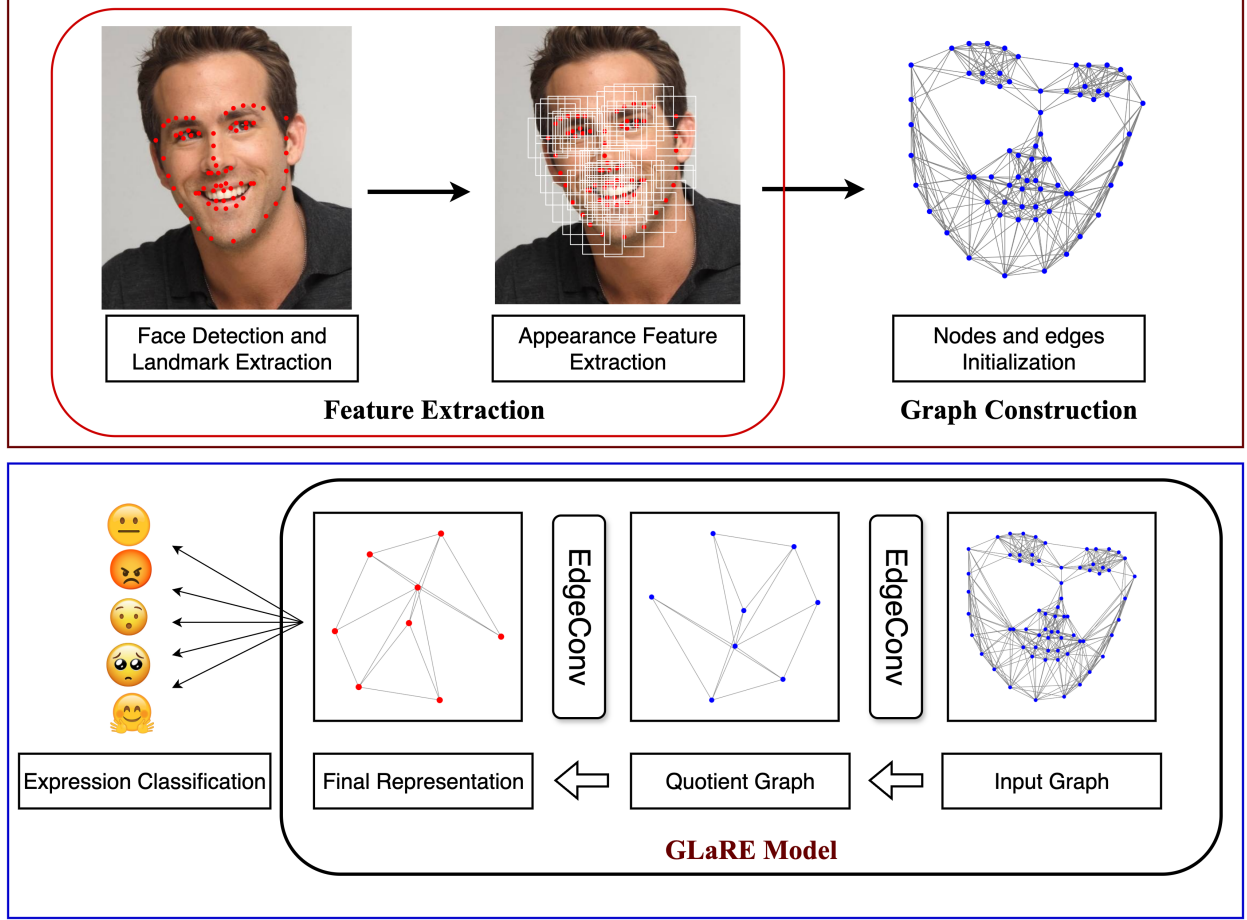 Face Detection and
Landmark Extraction
Appearance Feature
Extraction
Nodes and edges
Initialization
Feature Extraction
Graph Construction
EdgeConv
EdgeConv
Expression Classification
Final Representation
Quotient Graph
Input Graph
GLaRE Model